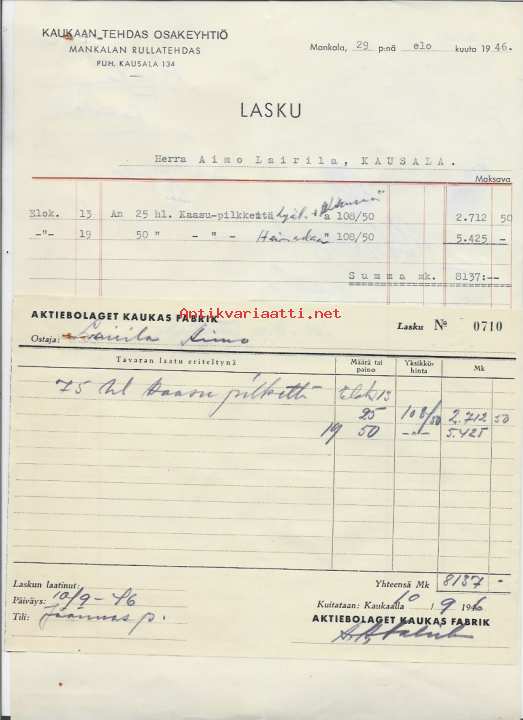 KAUKAAN TEHDAS OSAKEYHTIÖ
MANKALAN RULLATEHDAS
PUH. KAUSALA 134
Mankala, 29 p:nä elo kuuta 1946.
LASKU
Herra Aimo Lairila, KAUSALA.
Maksava
Elok. 13 An 25 hl. Kaasu-pilkkeitä à 108/50 2.712 50
-"- 19 50 " - " - à 108/50 5.425 -
Summa mk. 8137:--
Antikvariaatti.net
AKTIEBOLAGET KAUKAS FABRIK
Lasku № 0710
Ostaja: Lairila Aimo
Tavaran laatu eriteltynä Määrä tai paino Yksikkö-hinta Mk
75 hl kaasu pilkettä Elok 13
25 108/50 2.712 50
19 50 -"- 5.425
Laskun laatinut: Yhteensä Mk 8137 -
Päiväys: 10/9-46 Kuitataan: Kaukaalla 10/9 1946
Tili: p. AKTIEBOLAGET KAUKAS FABRIK